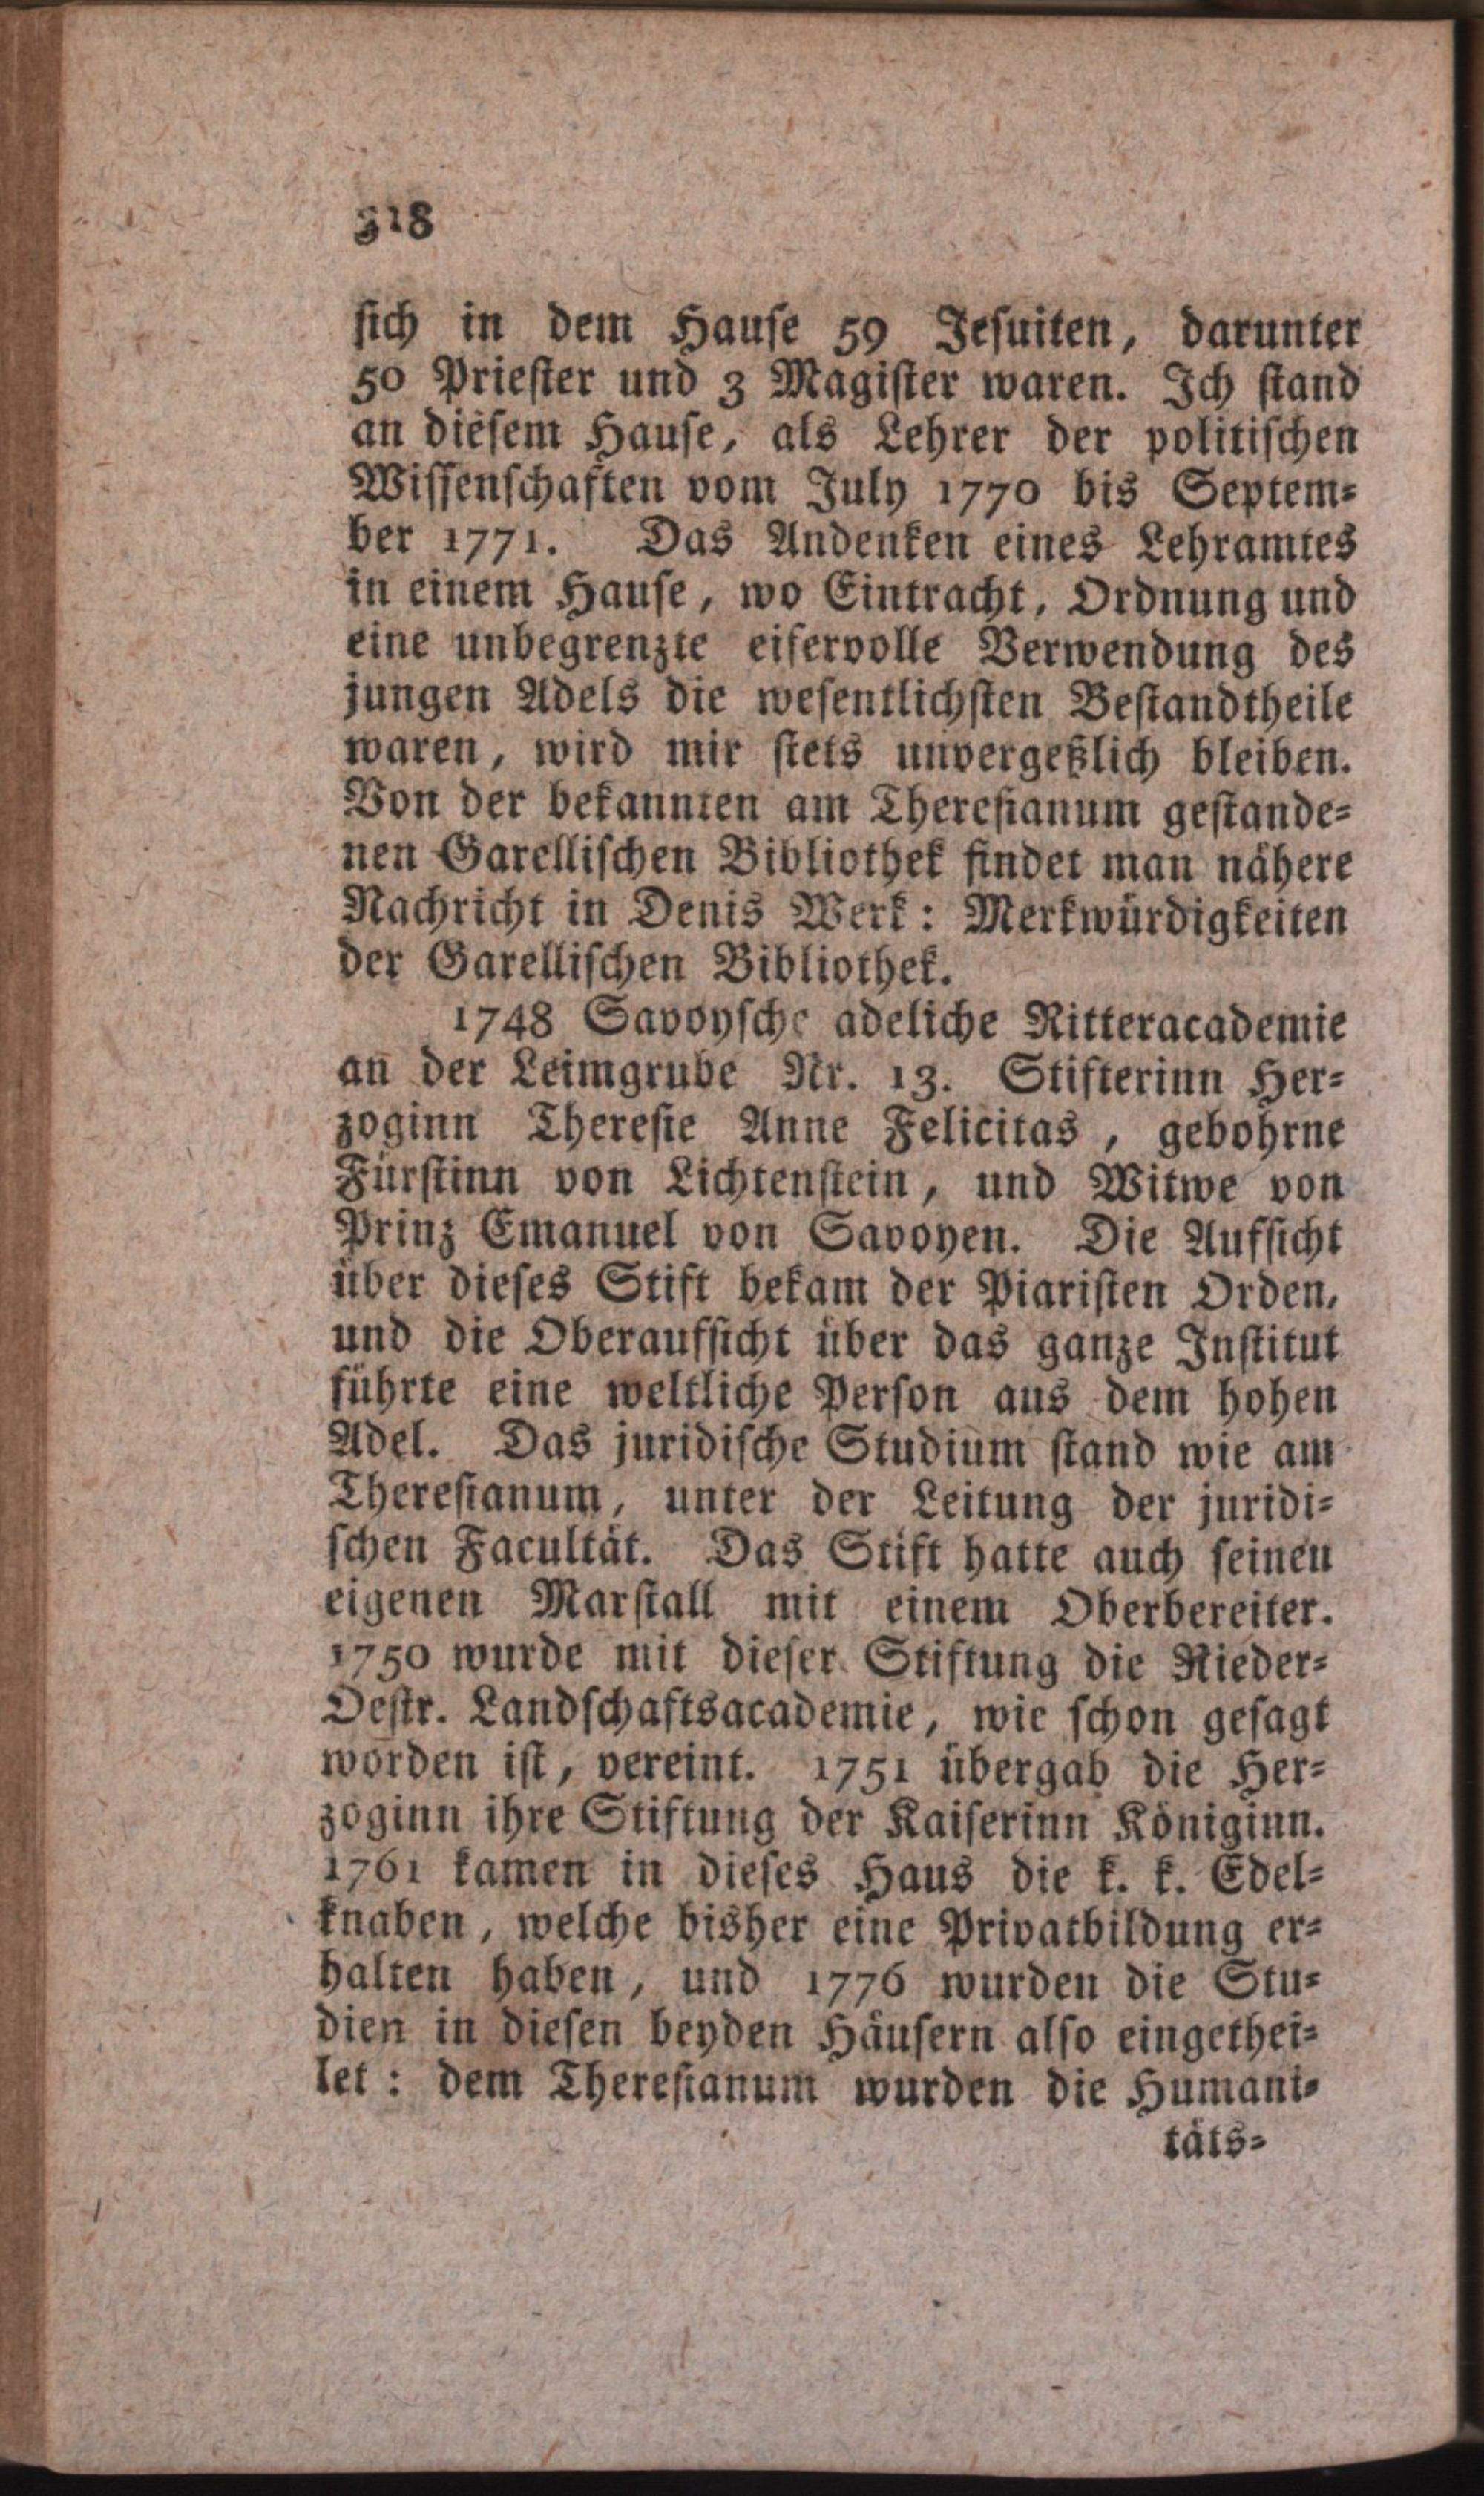 318
sich in dem Hause 59 Jesuiten, darunter
50 Priester und 3 Magister waren. Ich stand
an diesem Hause, als Lehrer der politischen
Wissenschaften vom July 1770 bis Septem-
ber 1771. Das Andenken eines Lehramtes
in einem Hause, wo Eintracht, Ordnung und
eine unbegrenzte eifervolle Verwendung des
jungen Adels die wesentlichsten Bestandtheile
waren, wird mir stets unvergeßlich bleiben.
Von der bekannten am Theresianum gestande-
nen Garellischen Bibliothek findet man nähere
Nachricht in Denis Werk: Merkwürdigkeiten
der Garellischen Bibliothek.
1748 Savoysche adeliche Ritteracademie
an der Leimgrube Nr. 13. Stifterinn Her-
zoginn Theresie Anne Felicitas, gebohrne
Fürstinn von Lichtenstein, und Witwe von
Prinz Emanuel von Savoyen. Die Aufsicht
über dieses Stift bekam der Piaristen Orden,
und die Oberaufsicht über das ganze Institut
führte eine weltliche Person aus dem hohen
Adel. Das juridische Studium stand wie am
Theresianum, unter der Leitung der juridi-
schen Facultät. Das Stift hatte auch seinen
eigenen Marstall mit einem Oberbereiter.
1750 wurde mit dieser Stiftung die Nieder-
Oestr. Landschaftsacademie, wie schon gesagt
worden ist, vereint. 1751 übergab die Her-
zoginn ihre Stiftung der Kaiserinn Königinn.
1761 kamen in dieses Haus die k. k. Edel-
knaben, welche bisher eine Privatbildung er-
halten haben, und 1776 wurden die Stu-
dien in diesen beyden Häusern also eingethei-
let: dem Theresianum wurden die Humani-
täts-